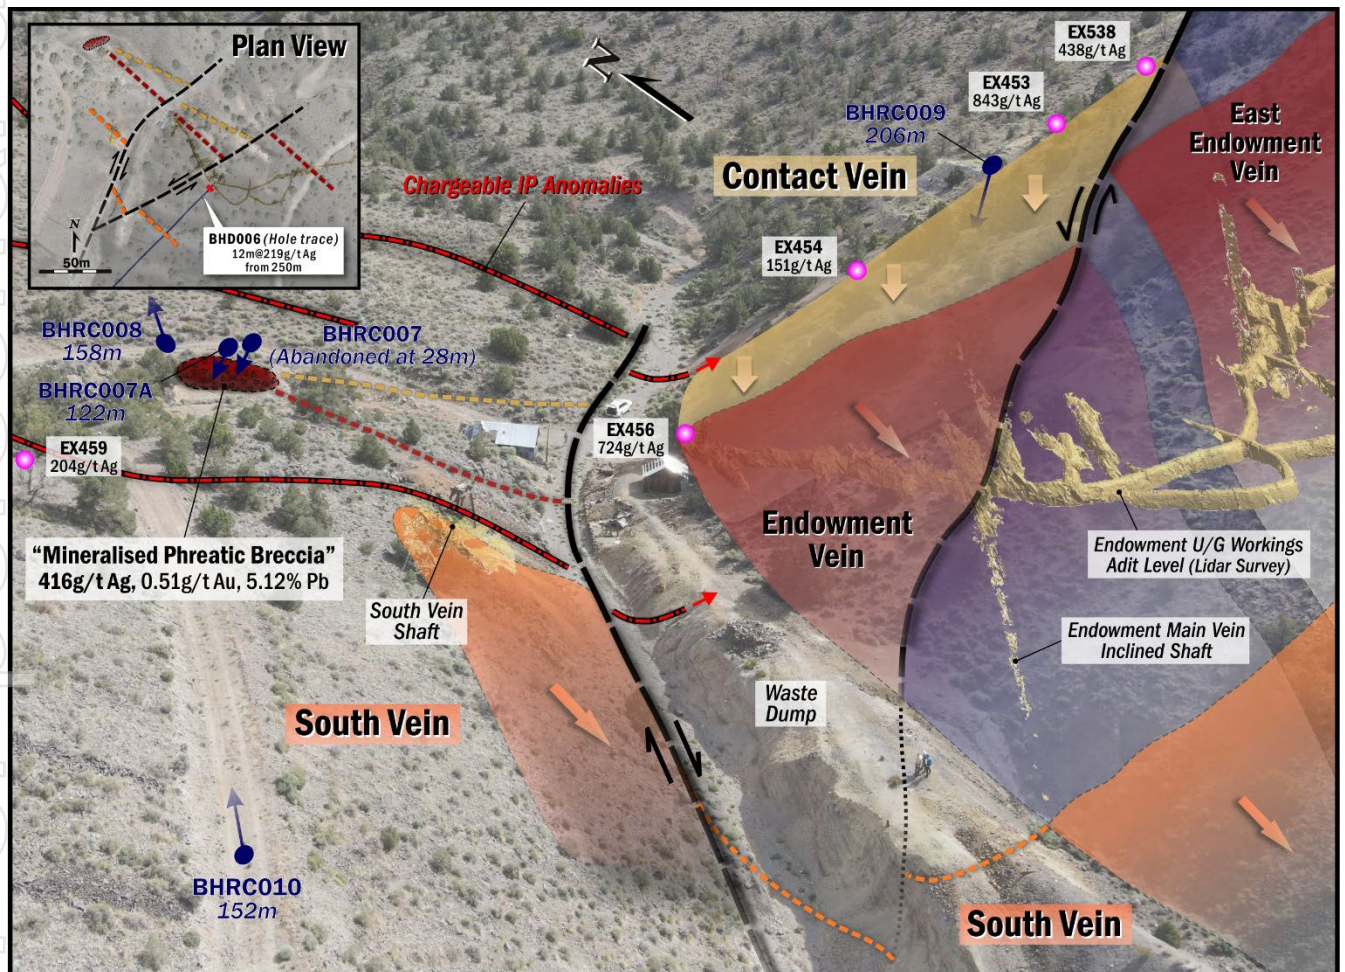 Plan View
N
50m
BHD006 (Hole trace)
12m@219g/t Ag
from 250m
N
EX538
438g/t Ag
EX453
843g/t Ag
BHRC009
206m
East
Endowment
Vein
Contact Vein
Chargeable IP Anomalies
EX454
151g/t Ag
BHRC008
158m
BHRC007
(Abandoned at 28m)
BHRC007A
122m
EX459
204g/t Ag
EX456
724g/t Ag
"Mineralised Phreatic Breccia"
416g/t Ag, 0.51g/t Au, 5.12% Pb
Endowment
Vein
Endowment U/G Workings
Adit Level (Lidar Survey)
South Vein
Shaft
Endowment Main Vein
Inclined Shaft
Waste
Dump
South Vein
BHRC010
152m
South Vein